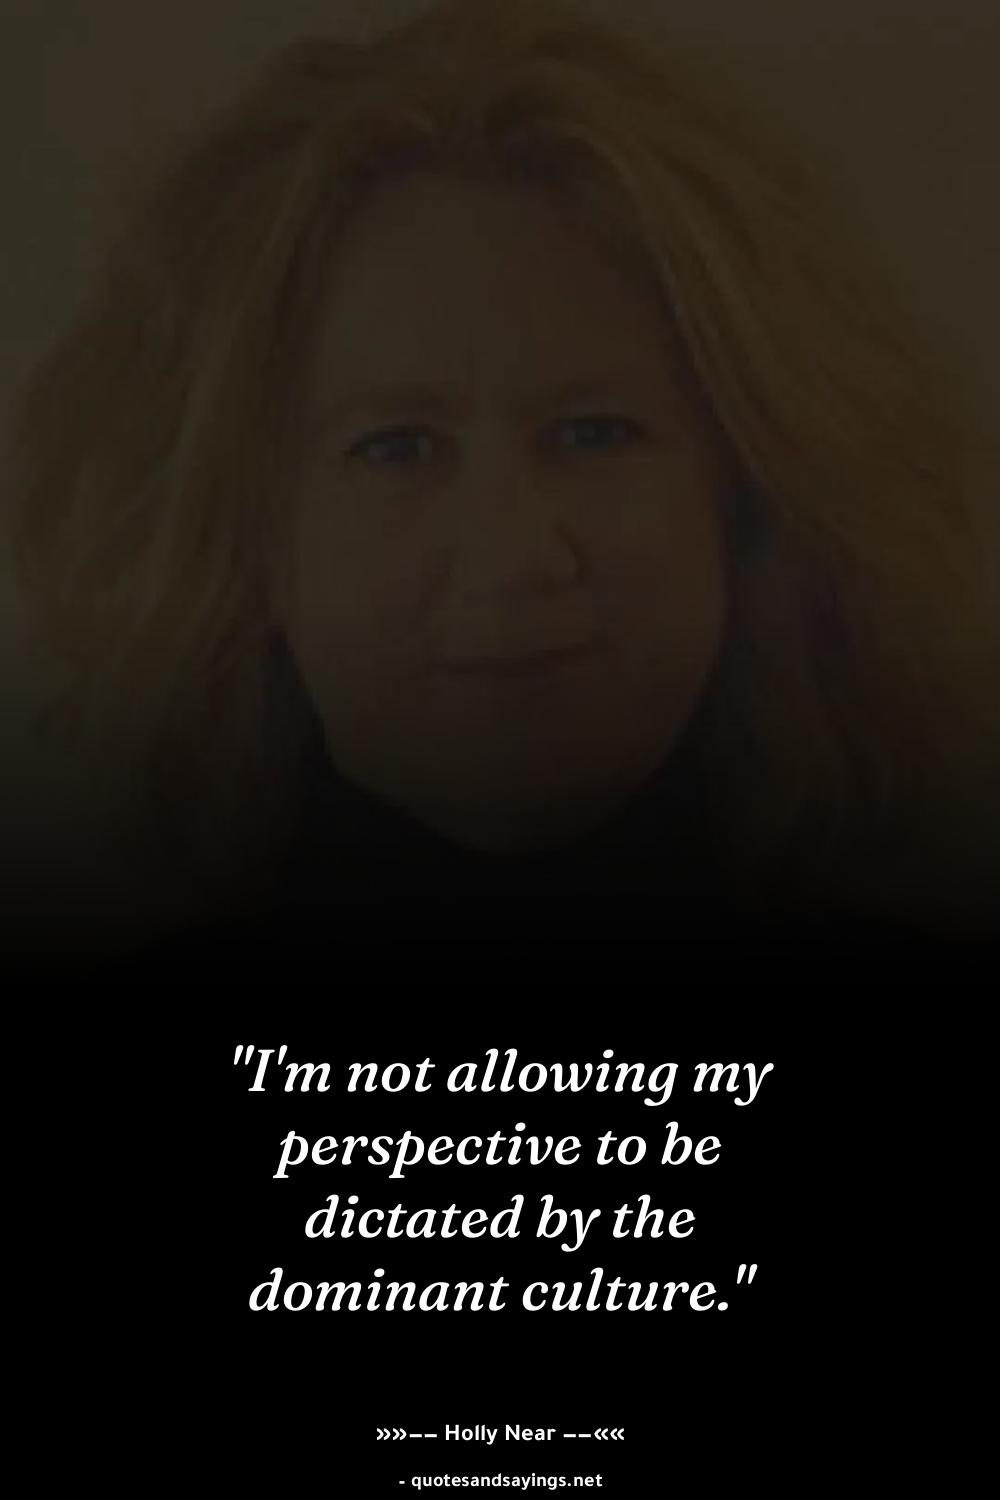 "I'm not allowing my
perspective to be
dictated by the
dominant culture."
»»–– Holly Near ––««
- quotesandsayings.net